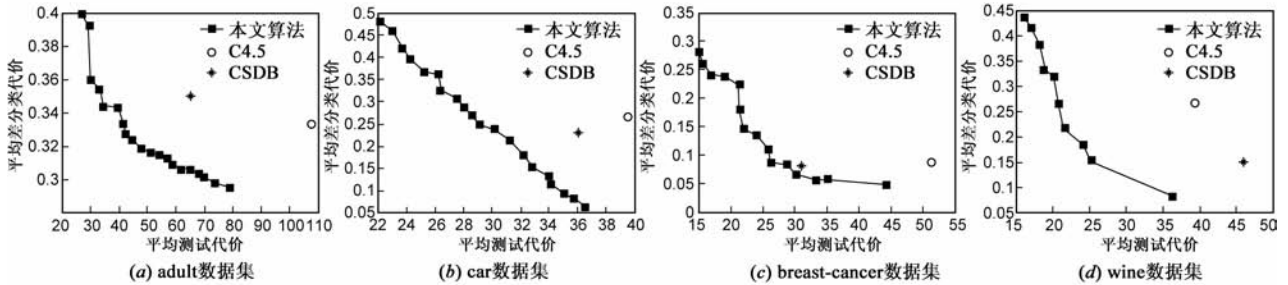 0.4
0.38
0.36
0.34
0.32
0.3
平均差分类代价
本文算法
C4.5
CSDB
20 30 40 50 60 70 80 90 100 110
平均测试代价
(a) adult数据集
0.5
0.45
0.4
0.35
0.3
0.25
0.2
0.15
0.1
0.05
平均差分类代价
本文算法
C4.5
CSDB
22 24 26 28 30 32 34 36 38 40
平均测试代价
(b) car数据集
0.35
0.3
0.25
0.2
0.15
0.1
0.05
0
平均差分类代价
本文算法
C4.5
CSDB
15 20 25 30 35 40 45 50 55
平均测试代价
(c) breast-cancer数据集
0.45
0.4
0.35
0.3
0.25
0.2
0.15
0.1
0.05
平均差分类代价
本文算法
C4.5
CSDB
15 20 25 30 35 40 45 50
平均测试代价
(d) wine数据集